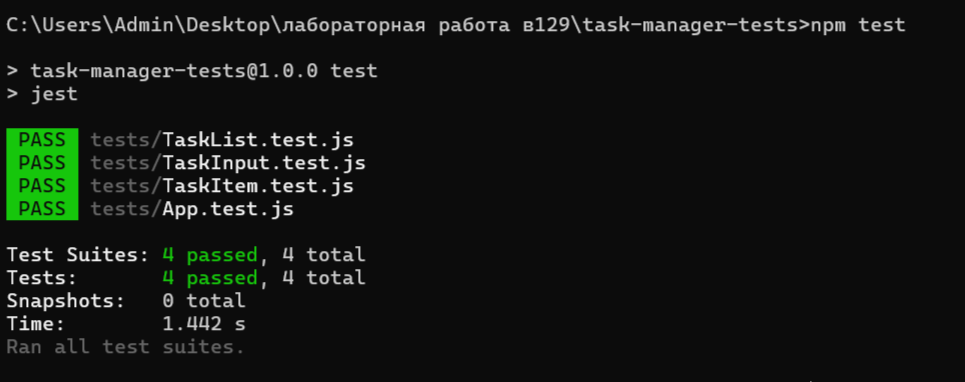 C:\Users\Admin\Desktop\лабораторная работа в129\task-manager-tests>npm test
> task-manager-tests@1.0.0 test
> jest
PASS tests/TaskList.test.js
PASS tests/TaskInput.test.js
PASS tests/TaskItem.test.js
PASS tests/App.test.js
Test Suites: 4 passed, 4 total
Tests: 4 passed, 4 total
Snapshots: 0 total
Time: 1.442 s
Ran all test suites.